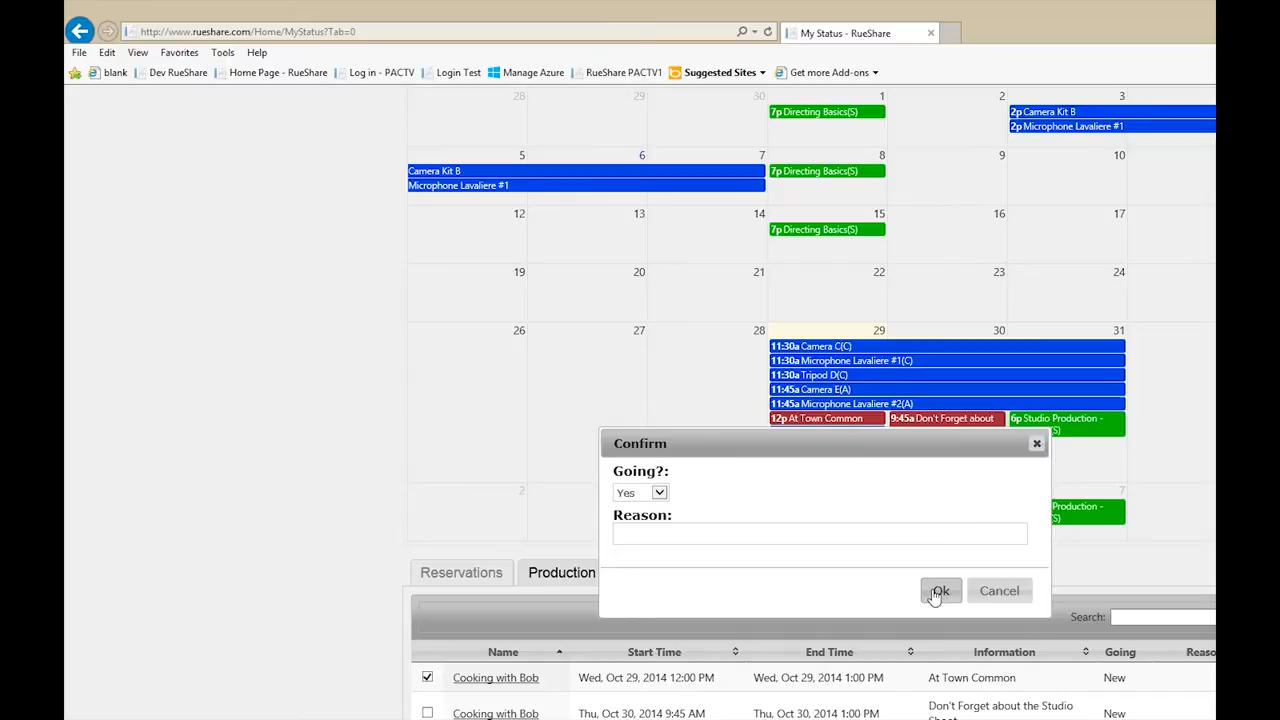 http://www.rueshare.com/Home/MyStatus?Tab=0
My Status - RueShare
File Edit View Favorites Tools Help
blank Dev RueShare Home Page - RueShare Log in - PACTV Login Test Manage Azure RueShare PACTV1 Suggested Sites Get more Add-ons
28 29 30 1 2 3
7p Directing Basics(S) 2p Camera Kit B
2p Microphone Lavaliere #1
5 6 7 8 9 10
Camera Kit B 7p Directing Basics(S)
Microphone Lavaliere #1
12 13 14 15 16 17
7p Directing Basics(S)
19 20 21 22 23 24
26 27 28 29 30 31
11:30a Camera C(C)
11:30a Microphone Lavaliere #1(C)
11:30a Tripod D(C)
11:45a Camera E(A)
11:45a Microphone Lavaliere #2(A)
12p At Town Common 9:45a Don't Forget about 6p Studio Production -
(S)
Confirm
Going?:
Yes
Reason:
Ok Cancel
2 7
Production -
(S)
Reservations Production
Search:
Name Start Time End Time Information Going Reaso
Cooking with Bob Wed, Oct 29, 2014 12:00 PM Wed, Oct 29, 2014 1:00 PM At Town Common New
Cooking with Bob Thu, Oct 30, 2014 9:45 AM Thu, Oct 30, 2014 1:00 PM Don't Forget about the Studio New